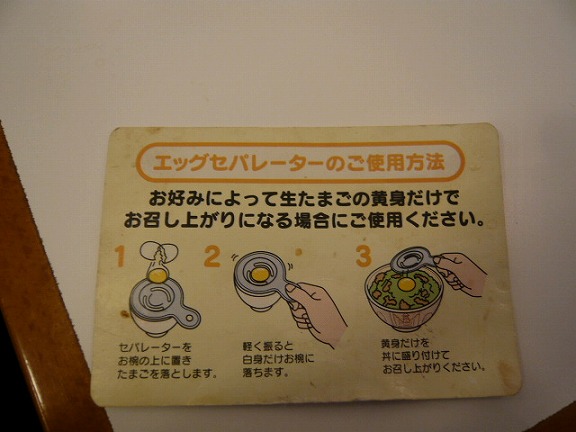 エッグセパレーターのご使用方法
お好みによって生たまごの黄身だけで
お召し上がりになる場合にご使用ください。
1
セパレーターを
お椀の上に置き
たまごを落とします。
2
軽く振ると
白身だけお椀に
落ちます。
3
黄身だけを
丼に盛り付けて
お召し上がりください。